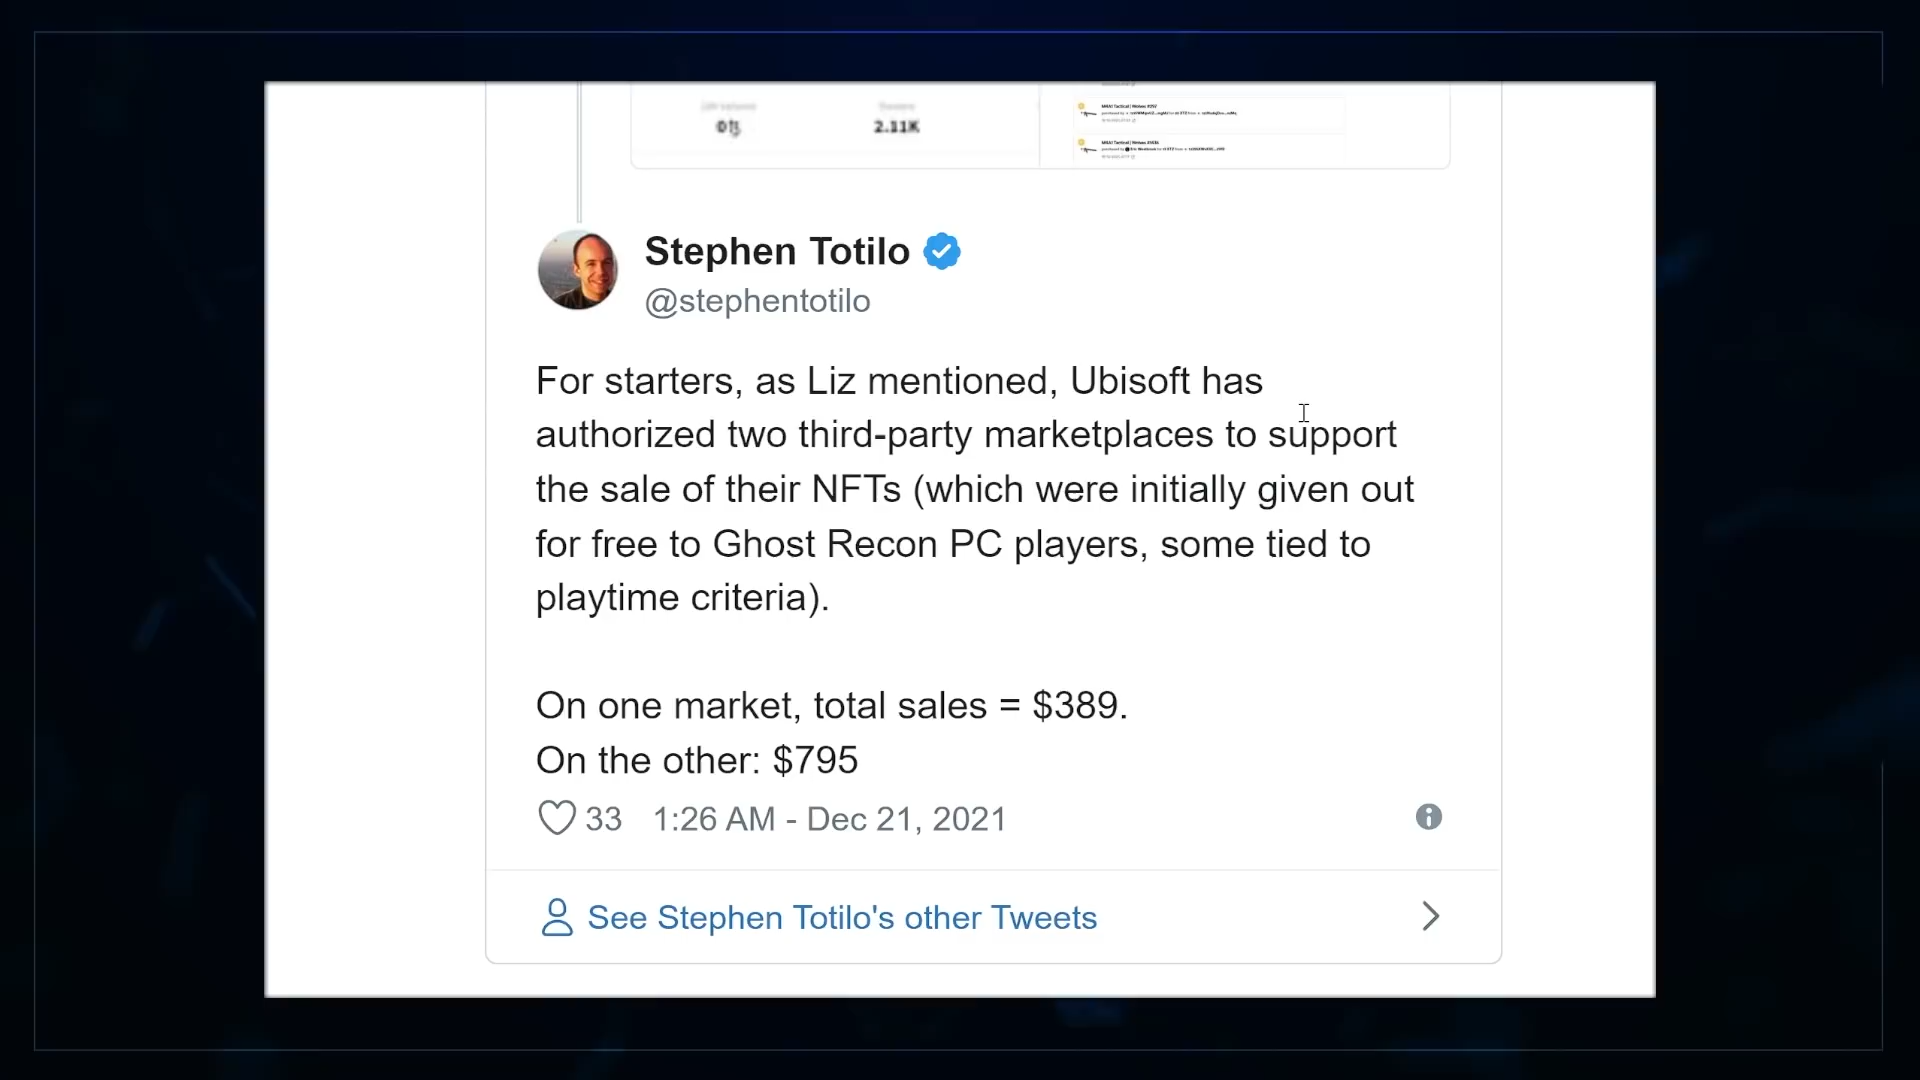 2.11K
Stephen Totilo
@stephentotilo
For starters, as Liz mentioned, Ubisoft has
authorized two third-party marketplaces to support
the sale of their NFTs (which were initially given out
for free to Ghost Recon PC players, some tied to
playtime criteria).
On one market, total sales = $389.
On the other: $795
33 1:26 AM - Dec 21, 2021
See Stephen Totilo's other Tweets